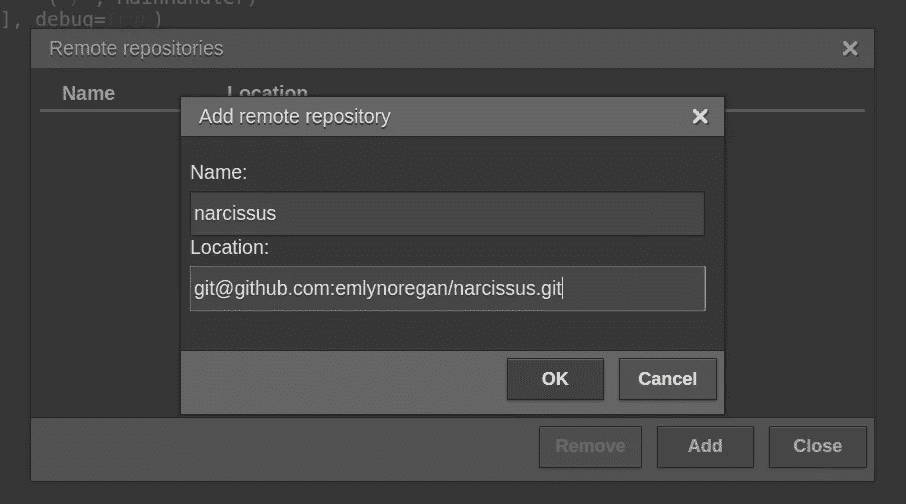 ], debug=
Remote repositories
Name Location
Add remote repository
Name:
narcissus
Location:
git@github.com:emlynoregan/narcissus.git
OK Cancel
Remove Add Close